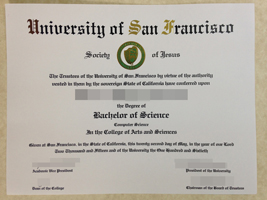 University of San Francisco
Society of Jesus
The Trustees of the University of San Francisco by virtue of the authority
vested in them by the sovereign State of California have conferred upon
the Degree of
Bachelor of Science
Computer Science
In the College of Arts and Sciences
Given at San Francisco, in the State of California, this twenty second day of May, in the year of our Lord
Two Thousand and Fifteen and of the University the One Hundred and Sixtieth
Academic Vice President
President of the University
Dean of the College
Chairman of the Board of Trustees